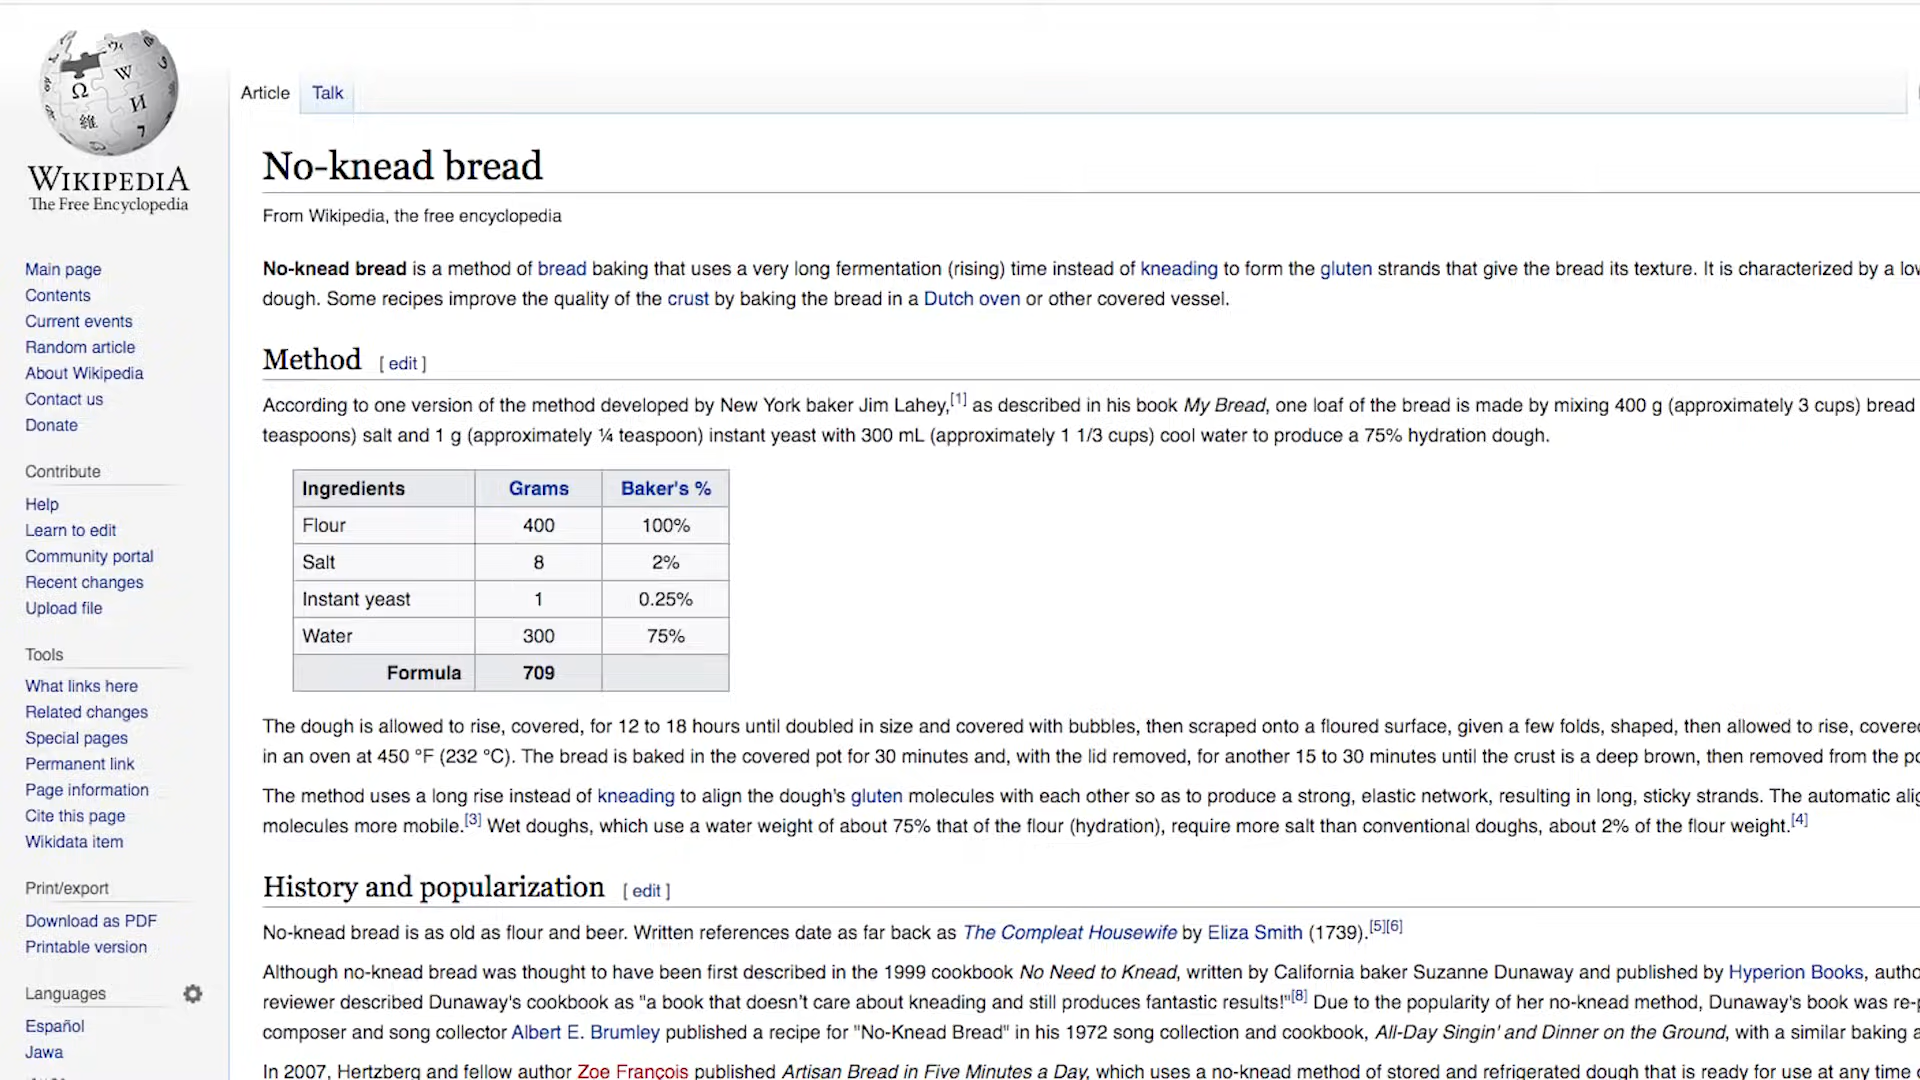 WIKIPEDIA
The Free Encyclopedia
Main page
Contents
Current events
Random article
About Wikipedia
Contact us
Donate
Contribute
Help
Learn to edit
Community portal
Recent changes
Upload file
Tools
What links here
Related changes
Special pages
Permanent link
Page information
Cite this page
Wikidata item
Print/export
Download as PDF
Printable version
Languages
Español
Jawa
Article Talk
No-knead bread
From Wikipedia, the free encyclopedia
No-knead bread is a method of bread baking that uses a very long fermentation (rising) time instead of kneading to form the gluten strands that give the bread its texture. It is characterized by a
dough. Some recipes improve the quality of the crust by baking the bread in a Dutch oven or other covered vessel.
Method [ edit ]
According to one version of the method developed by New York baker Jim Lahey,[1] as described in his book My Bread, one loaf of the bread is made by mixing 400 g (approximately 3 cups) bread
teaspoons) salt and 1 g (approximately ¼ teaspoon) instant yeast with 300 mL (approximately 1 1/3 cups) cool water to produce a 75% hydration dough.
Ingredients Grams Baker's %
Flour 400 100%
Salt 8 2%
Instant yeast 1 0.25%
Water 300 75%
Formula 709
The dough is allowed to rise, covered, for 12 to 18 hours until doubled in size and covered with bubbles, then scraped onto a floured surface, given a few folds, shaped, then allowed to rise,
in an oven at 450 °F (232 °C). The bread is baked in the covered pot for 30 minutes and, with the lid removed, for another 15 to 30 minutes until the crust is a deep brown, then removed from the
The method uses a long rise instead of kneading to align the dough's gluten molecules with each other so as to produce a strong, elastic network, resulting in long, sticky strands. The automatic
molecules more mobile.[3] Wet doughs, which use a water weight of about 75% that of the flour (hydration), require more salt than conventional doughs, about 2% of the flour weight.[4]
History and popularization [ edit ]
No-knead bread is as old as flour and beer. Written references date as far back as The Compleat Housewife by Eliza Smith (1739).[5][6]
Although no-knead bread was thought to have been first described in the 1999 cookbook No Need to Knead, written by California baker Suzanne Dunaway and published by Hyperion Books,
reviewer described Dunaway's cookbook as "a book that doesn't care about kneading and still produces fantastic results!"[8] Due to the popularity of her no-knead method, Dunaway's book was
composer and song collector Albert E. Brumley published a recipe for "No-Knead Bread" in his 1972 song collection and cookbook, All-Day Singin' and Dinner on the Ground, with a similar baking
In 2007, Hertzberg and fellow author Zoe François published Artisan Bread in Five Minutes a Day, which uses a no-knead method of stored and refrigerated dough that is ready for use at any time